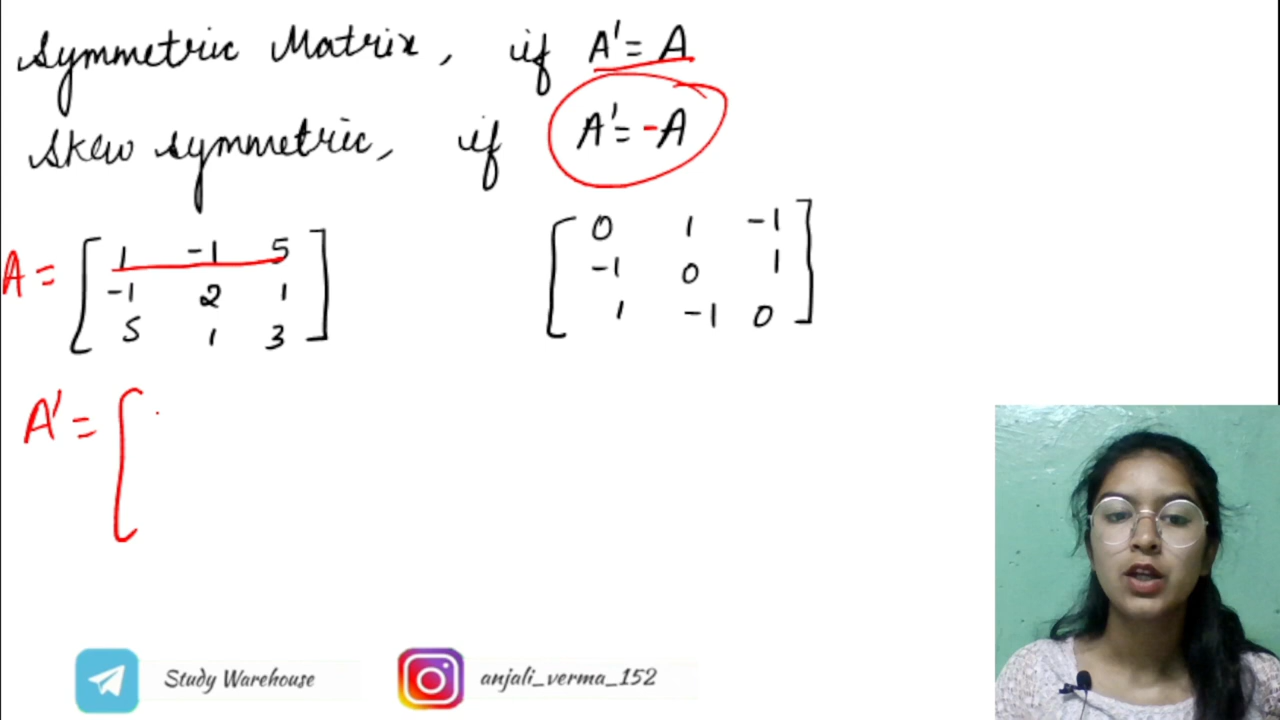 Symmetric Matrix, if A' = A
Skew symmetric, if A' = -A
A = [ 1 -1 5
-1 2 1
5 1 3 ]
[ 0 1 -1
-1 0 1
1 -1 0 ]
A' = [
Study Warehouse
anjali_verma_152